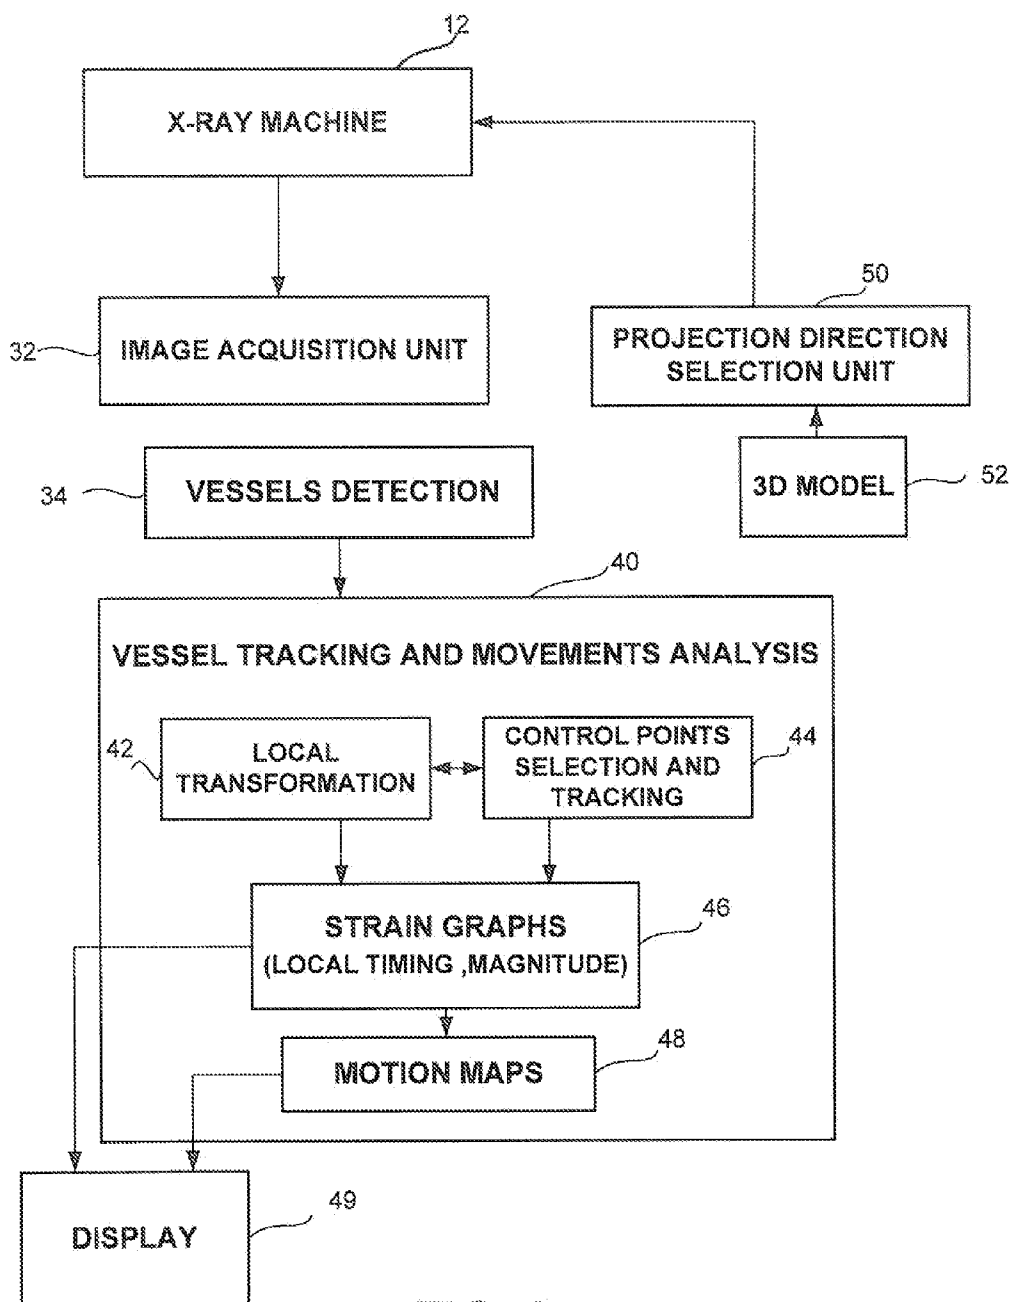 12
X-RAY MACHINE
50
32
IMAGE ACQUISITION UNIT
PROJECTION DIRECTION
SELECTION UNIT
34
VESSELS DETECTION
3D MODEL
52
40
VESSEL TRACKING AND MOVEMENTS ANALYSIS
42
LOCAL
TRANSFORMATION
CONTROL POINTS
SELECTION AND
TRACKING
44
STRAIN GRAPHS
(LOCAL TIMING ,MAGNITUDE)
46
MOTION MAPS
48
DISPLAY
49